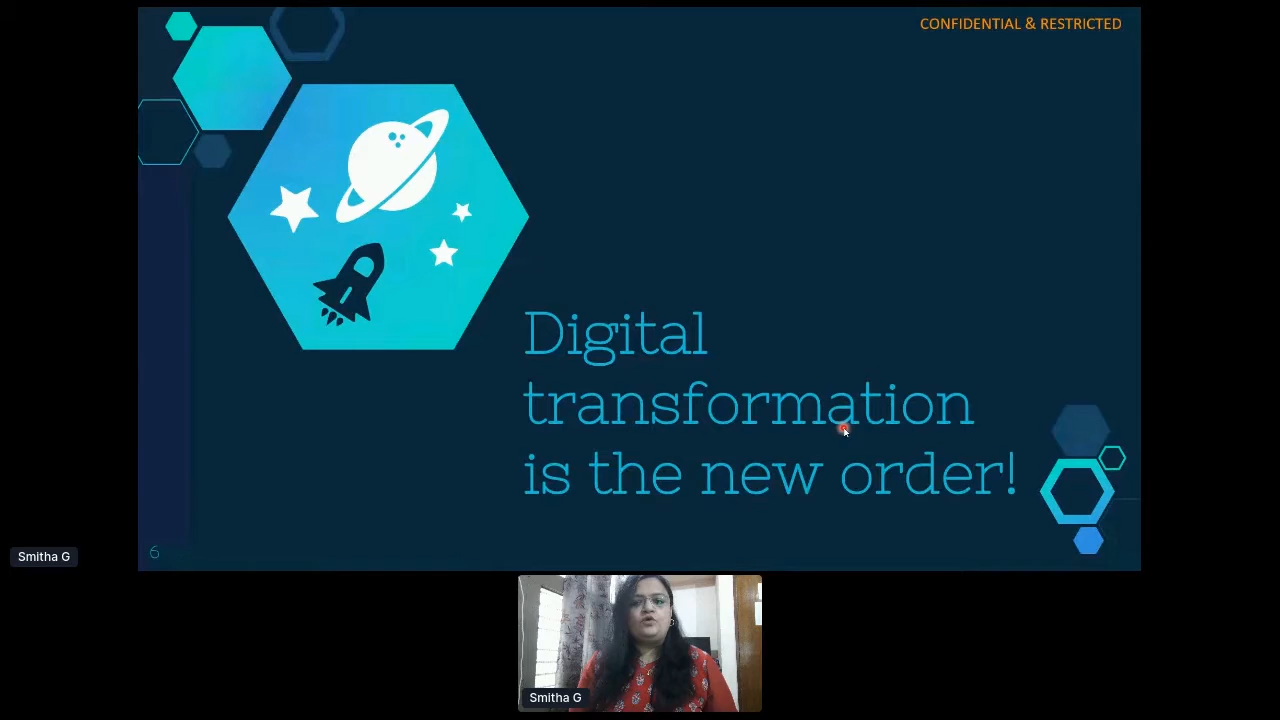 CONFIDENTIAL & RESTRICTED
Digital
transformation
is the new order!
6
Smitha G
Smitha G